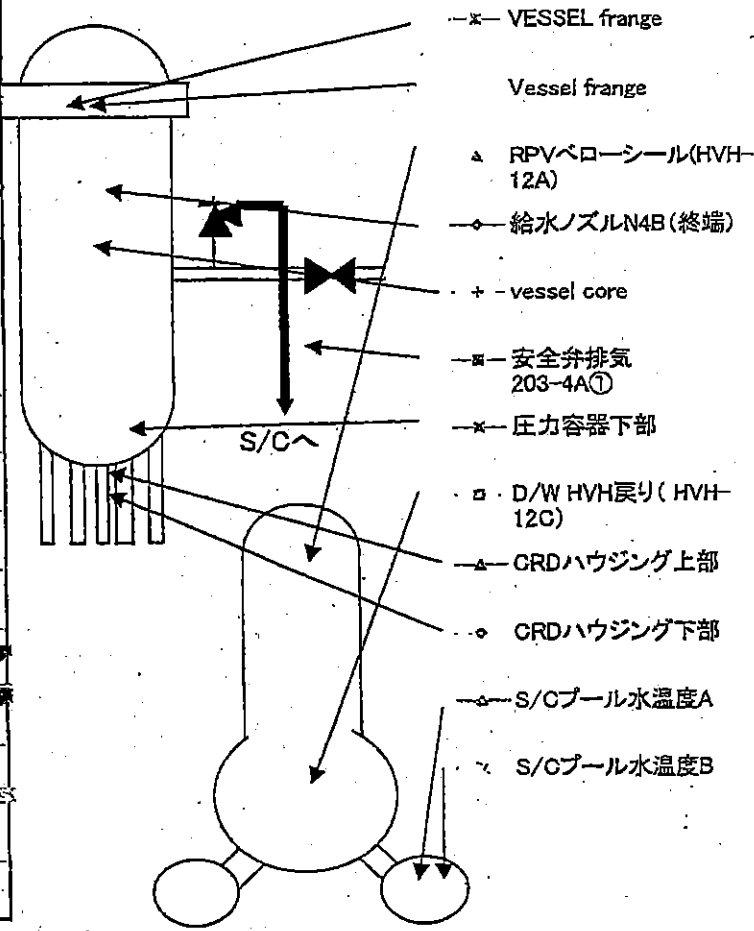 VESSEL frange
Vessel frange
RPVベローシール(HVH-
12A)
給水ノズルN4B(終端)
vessel core
安全弁排気
203-4A①
圧力容器下部
S/Cへ
D/W HVH戻り( HVH-
12C)
CRDハウジング上部
CRDハウジング下部
S/Cプール水温度A
S/Cプール水温度B